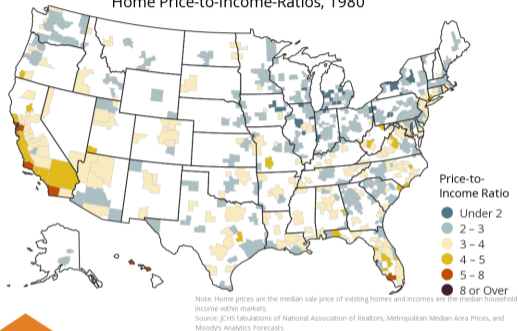 Home Price-to-Income-Ratios, 1980
Price-to-
Income Ratio
Under 2
2 – 3
3 – 4
4 – 5
5 – 8
8 or Over
Note: Home prices are the median sale price of existing homes and incomes are the median household
income within markets.
Source: JCHS tabulations of National Association of Realtors, Metropolitan Median Area Prices, and
Moody's Analytics Forecasts.